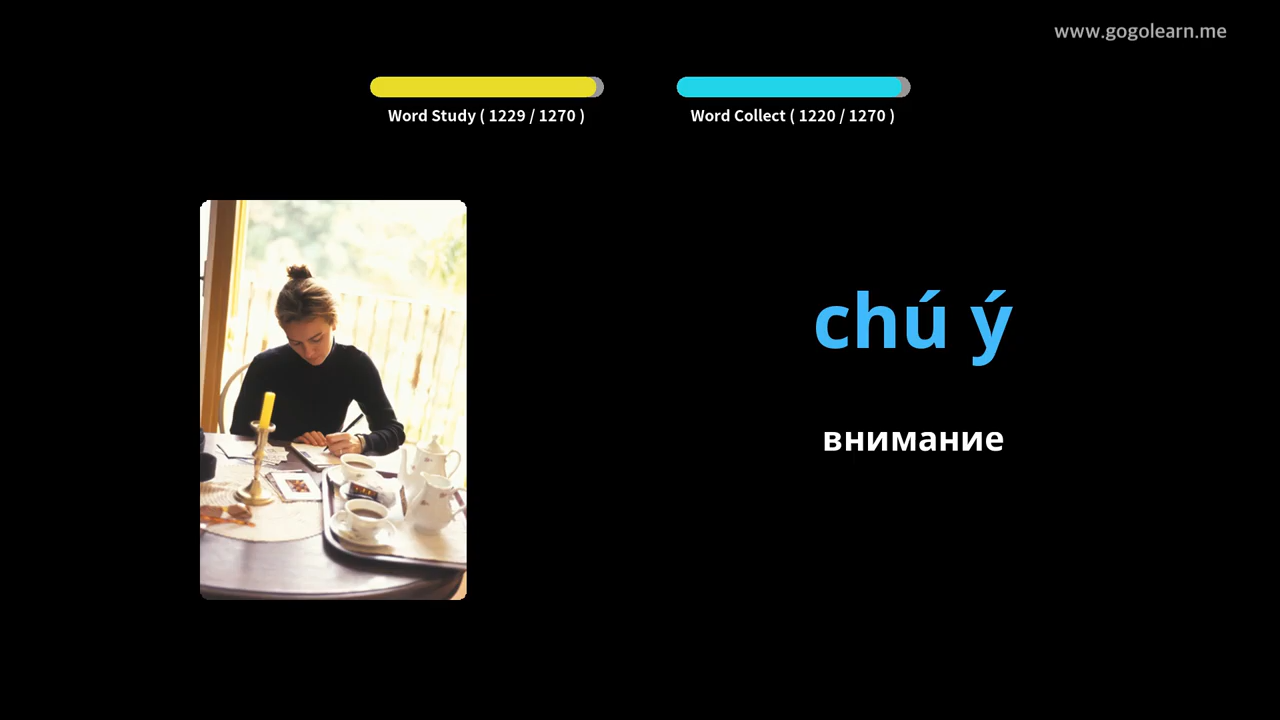 www.gogolearn.me
Word Study ( 1229 / 1270 )
Word Collect ( 1220 / 1270 )
chú ý
внимание